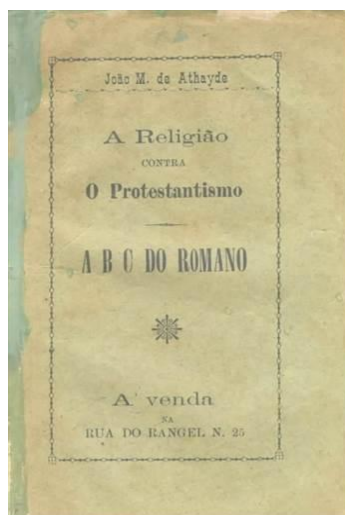 João M. de Athayde
A Religião
CONTRA
O Protestantismo
A B C DO ROMANO
A' venda
NA
RUA DO RANGEL N. 25